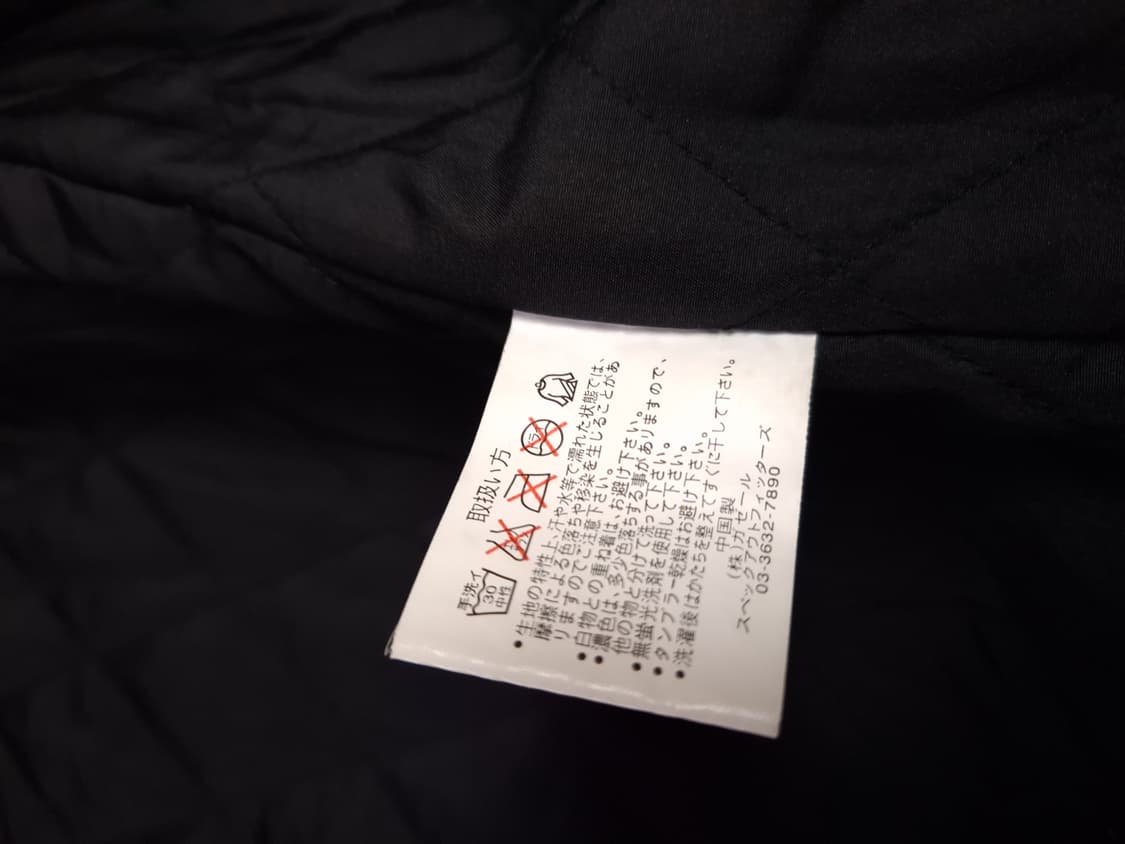 取扱い方
手洗イ
30
中性
・生地の特性上、汗や水等で濡れた状態では、
摩擦による色落ちや移染を生じることがあ
りますのでご注意下さい。
・白物との重ね着は、お避け下さい。
・濃色は、多少色落ちする事がありますので、
他の物と分けて洗って下さい。
・無蛍光洗剤を使用して下さい。
・タンブラー乾燥はお避け下さい。
・洗濯後はかたちを整えてすぐに干して下さい。
中国製
(株)ガゼール
スペックアウトフィッターズ
03-3632-7890